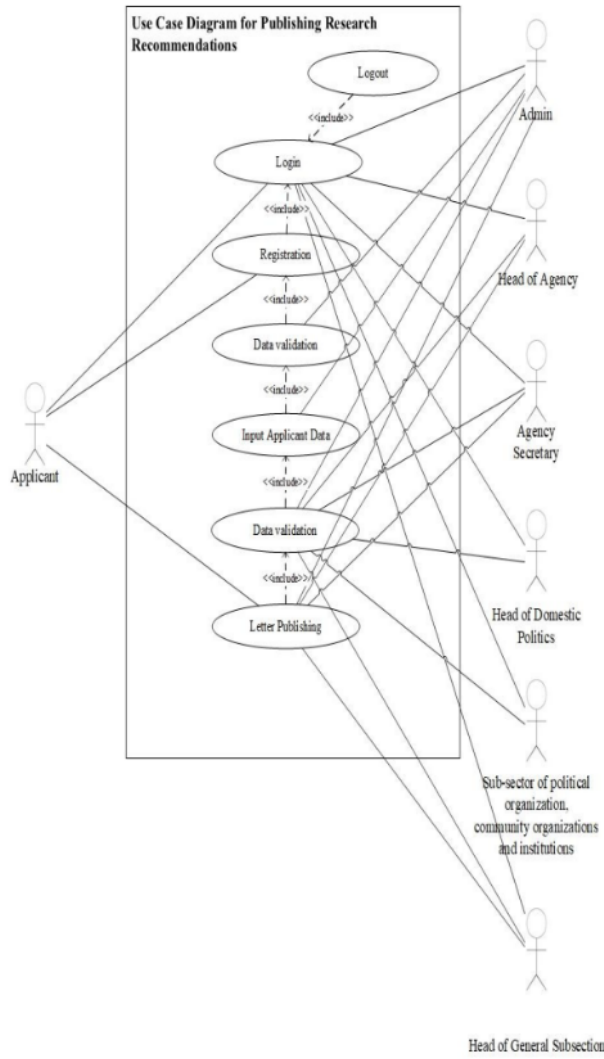 Use Case Diagram for Publishing Research
Recommendations
Logout
<<include>>
Admin
Login
<<include>>
Registration
Head of Agency
<<include>>
Data validation
<<include>>
Input Applicant Data
Agency
Secretary
Applicant
<<include>>
Data validation
<<include>>
Letter Publishing
Head of Domestic
Politics
Sub-sector of political
organization,
community organizations
and institutions
Head of General Subsection